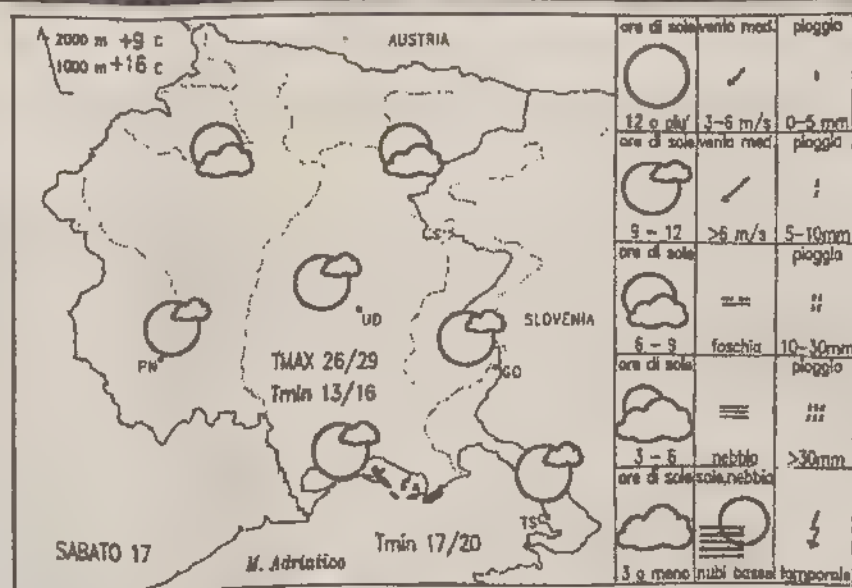 2000 m +9 c
1000 m +16 c
AUSTRIA
UD
SLOVENIA
PN
TMAX 26/29
GO
Tmin 13/16
TS
SABATO 17
M. Adriatico
Tmin 17/20
ore di sole vento med. pioggia
12 o piu' 3-6 m/s 0-5 mm
ore di sole vento med. pioggia
9 - 12 >6 m/s 5-10mm
ore di sole pioggia
6 - 9 foschia 10-30mm
ore di sole pioggia
3 - 6 nebbia >30mm
ore di sole sole,nebbia
3 o meno nubi basse temporale